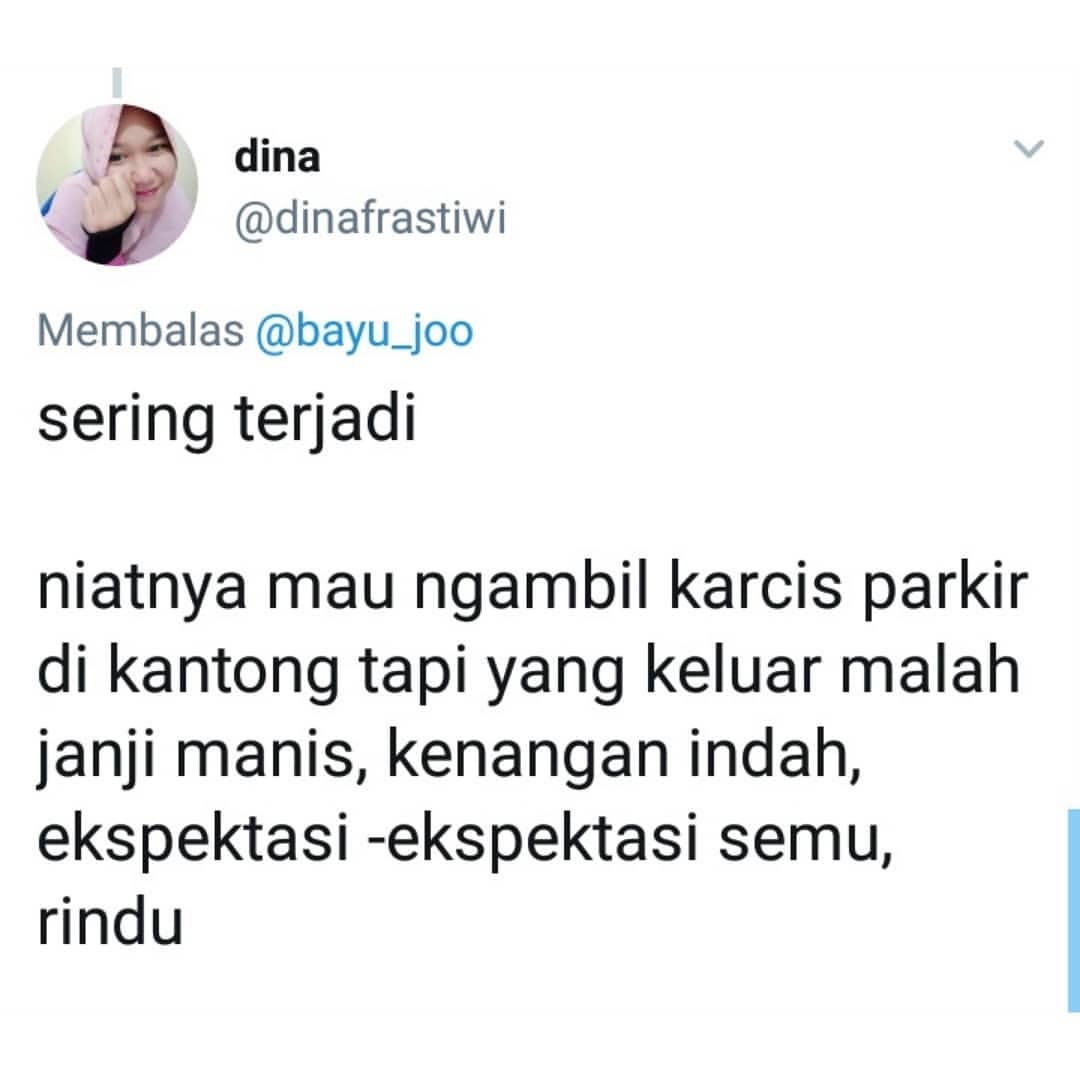 dina
@dinafrastiwi
Membalas @bayu_joo
sering terjadi
niatnya mau ngambil karcis parkir
di kantong tapi yang keluar malah
janji manis, kenangan indah,
ekspektasi -ekspektasi semu,
rindu